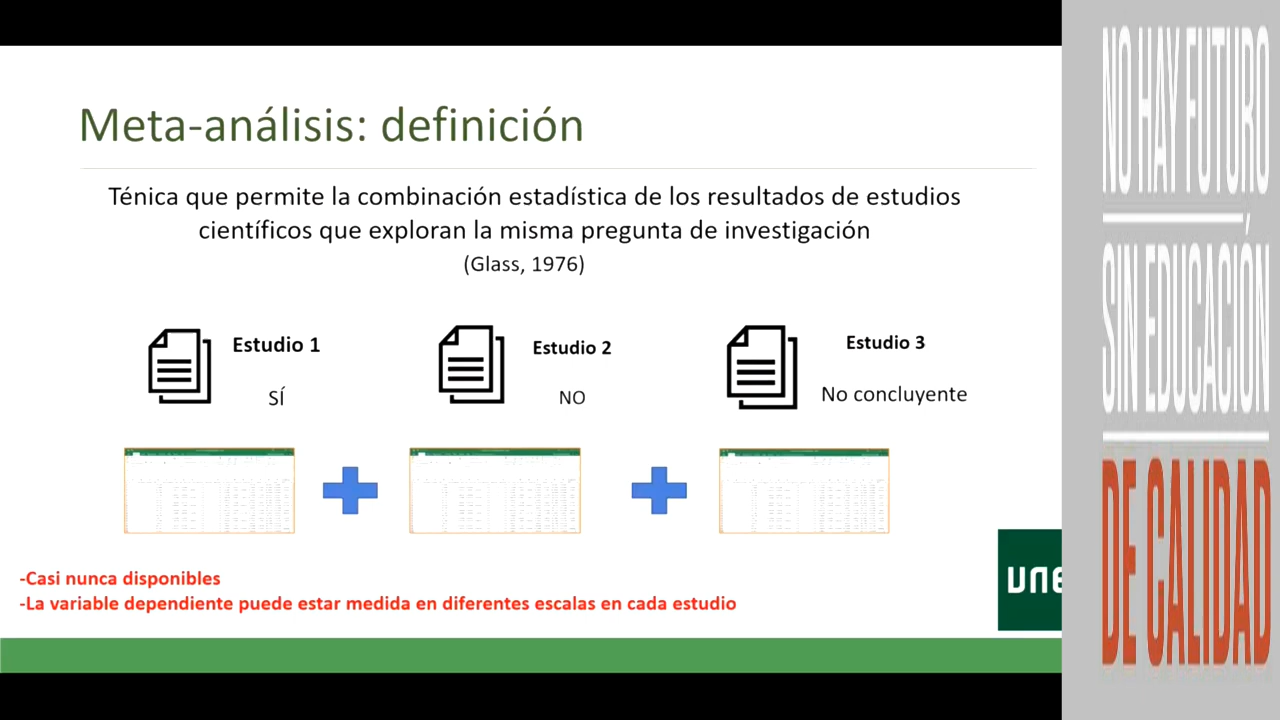 Meta-análisis: definición
Ténica que permite la combinación estadística de los resultados de estudios
científicos que exploran la misma pregunta de investigación
(Glass, 1976)
Estudio 1
SÍ
Estudio 2
NO
Estudio 3
No concluyente
-Casi nunca disponibles
-La variable dependiente puede estar medida en diferentes escalas en cada estudio
UNE
NO HAY FUTURO
SIN EDUCACIÓN
DE CALIDAD